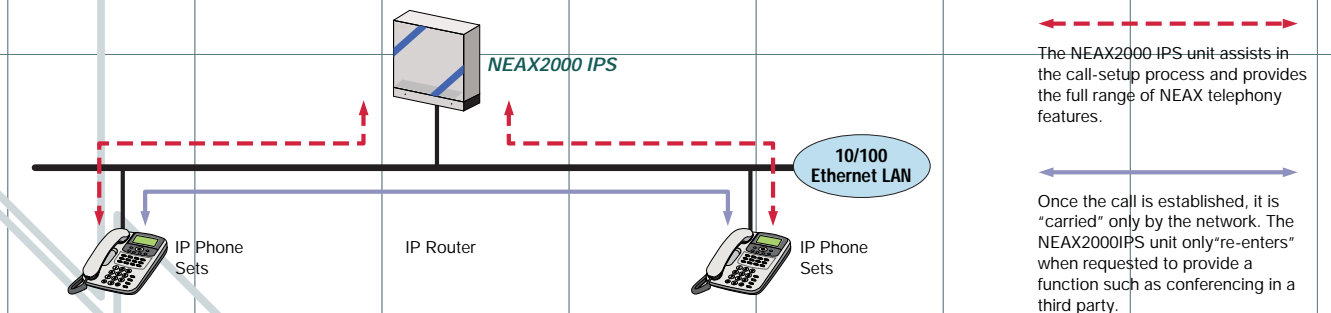 NEAX2000 IPS
10/100
Ethernet LAN
IP Phone
Sets
IP Router
IP Phone
Sets
The NEAX2000 IPS unit assists in
the call-setup process and provides
the full range of NEAX telephony
features.
Once the call is established, it is
“carried” only by the network. The
NEAX2000IPS unit only“re-enters”
when requested to provide a
function such as conferencing in a
third party.